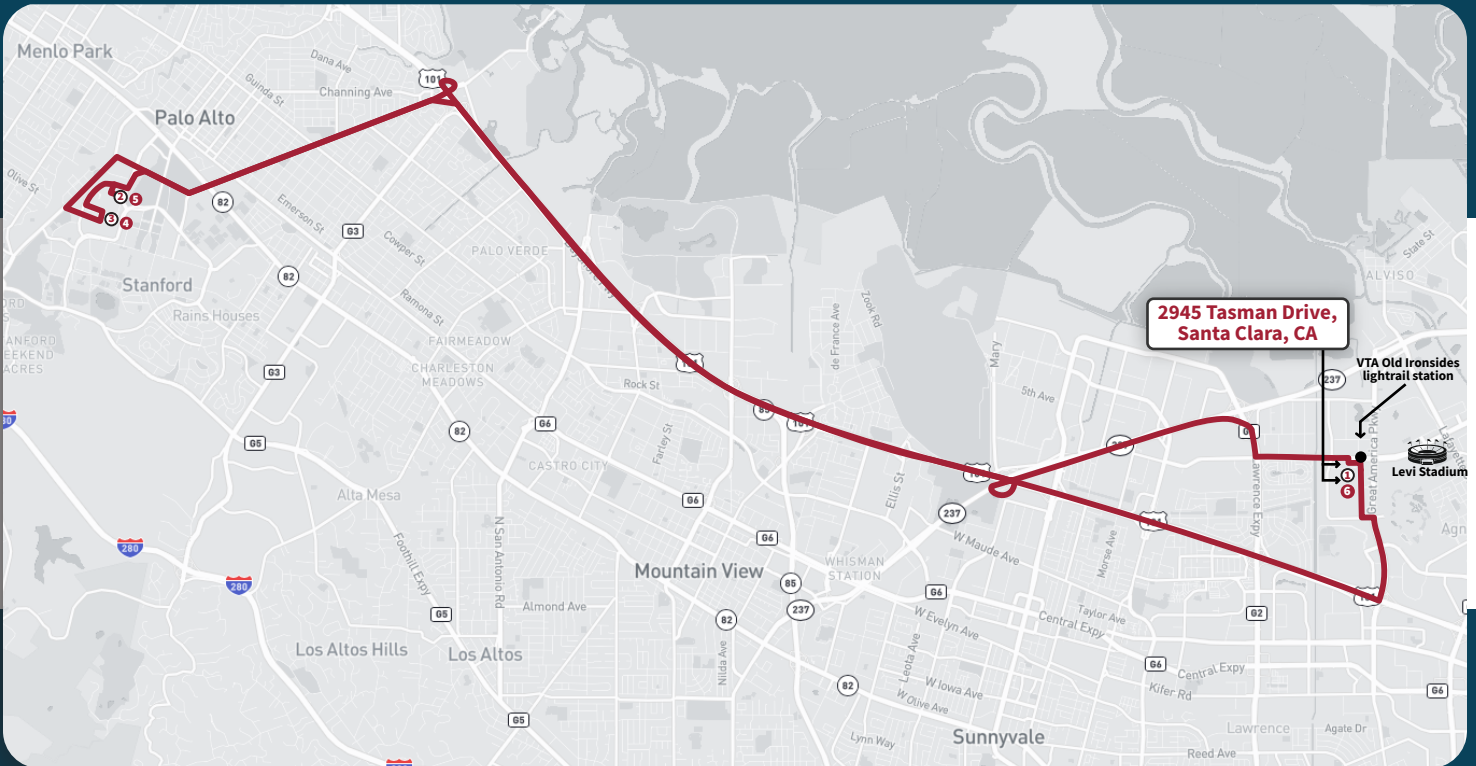 Menlo Park
Dana Ave
101
Guinda St
Channing Ave
Palo Alto
Olive St
2
5
82
3
4
Emerson St
G3
Cowper St
PALO VERDE
State St
82
ALVISO
Stanford
Ramona St
Zook Rd
Rains Houses
de France Ave
2945 Tasman Drive,
Santa Clara, CA
FAIRMEADOW
Mary
VTA Old Ironsides
lightrail station
CHARLESTON
MEADOWS
G3
Rock St
237
5th Ave
85
101
G6
82
Farley St
G5
Great America Pkwy
CASTRO CITY
Levi Stadium
1
6
Alta Mesa
Ellis St
Lawrence Expy
G6
237
N San Antonio Rd
Foothill Expy
G6
W Maude Ave
Morse Ave
280
WHISMAN
STATION
Mountain View
280
85
G6
Almond Ave
237
G5
82
W Evelyn Ave
Taylor Ave
Central Expy
G2
Los Altos Hills
Los Altos
Nilda Ave
Leota Ave
G6
Central Expy
82
W Iowa Ave
Kifer Rd
G6
W Olive Ave
G5
Lawrence
Agate Dr
Lynn Way
Sunnyvale
Reed Ave